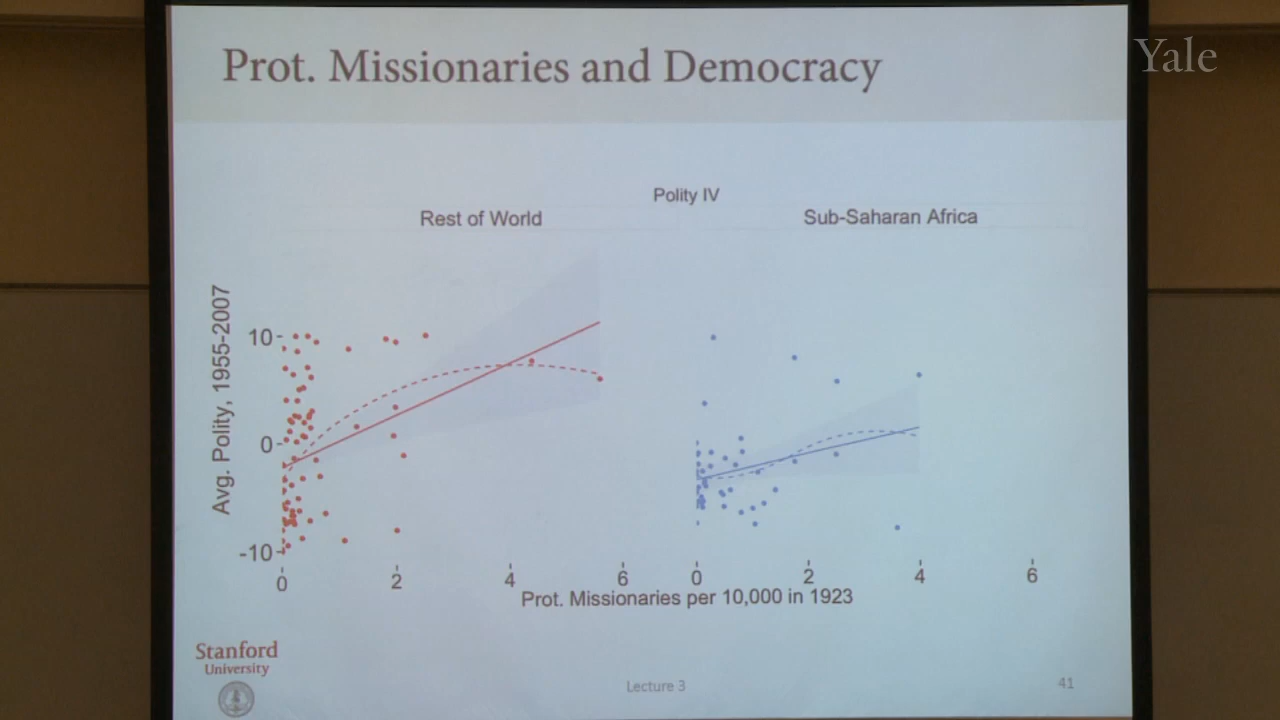 Prot. Missionaries and Democracy
Yale
Polity IV
Rest of World
Sub-Saharan Africa
Avg. Polity, 1955-2007
10
0
-10
0 2 4 6
0 2 4 6
Prot. Missionaries per 10,000 in 1923
Stanford
University
Lecture 3
41